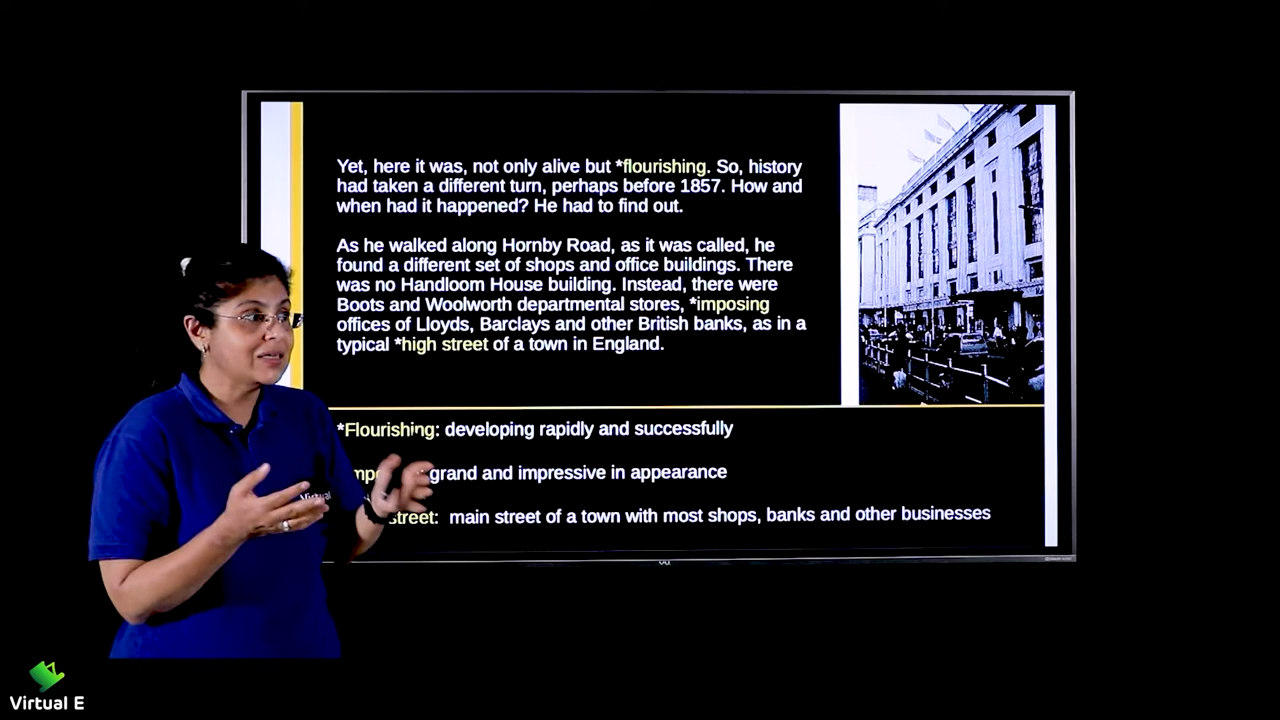 Yet, here it was, not only alive but *flourishing. So, history
had taken a different turn, perhaps before 1857. How and
when had it happened? He had to find out.
As he walked along Hornby Road, as it was called, he
found a different set of shops and office buildings. There
was no Handloom House building. Instead, there were
Boots and Woolworth departmental stores, *imposing
offices of Lloyds, Barclays and other British banks, as in a
typical *high street of a town in England.
*Flourishing: developing rapidly and successfully
grand and impressive in appearance
street: main street of a town with most shops, banks and other businesses
Virtual
Virtual E